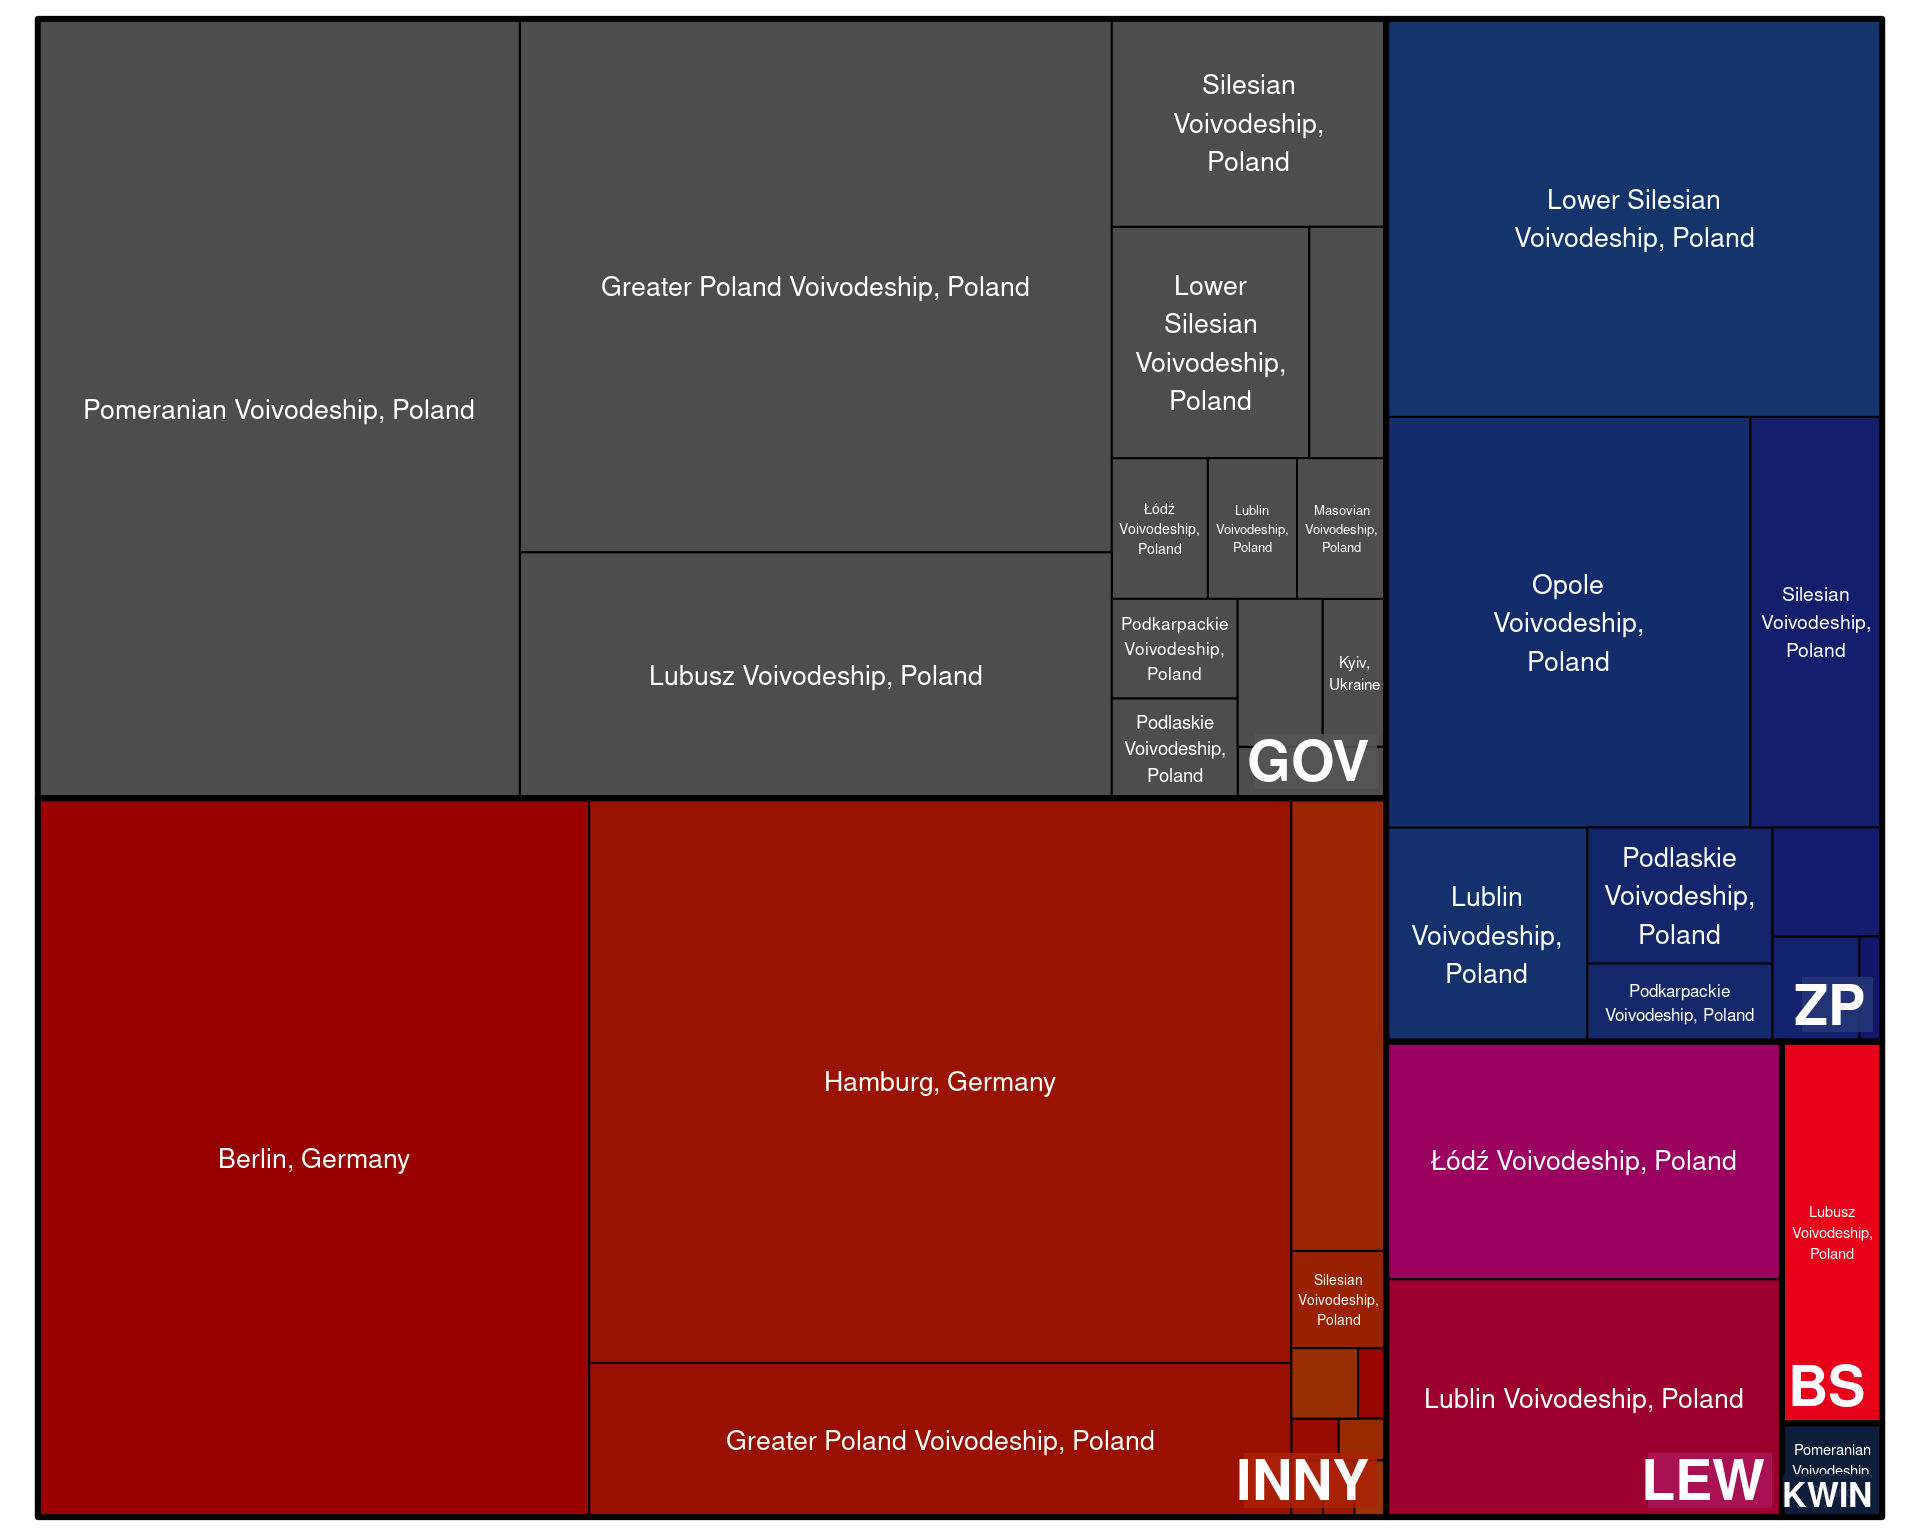 Pomeranian Voivodeship, Poland
Greater Poland Voivodeship, Poland
Lubusz Voivodeship, Poland
Silesian
Voivodeship,
Poland
Lower
Silesian
Voivodeship,
Poland
Łódź
Voivodeship,
Poland
Lublin
Voivodeship,
Poland
Masovian
Voivodeship,
Poland
Podkarpackie
Voivodeship,
Poland
Podlaskie
Voivodeship,
Poland
Kyiv,
Ukraine
GOV
Berlin, Germany
Hamburg, Germany
Greater Poland Voivodeship, Poland
Silesian
Voivodeship,
Poland
INNY
Lower Silesian
Voivodeship, Poland
Opole
Voivodeship,
Poland
Silesian
Voivodeship,
Poland
Lublin
Voivodeship,
Poland
Podlaskie
Voivodeship,
Poland
Podkarpackie
Voivodeship, Poland
ZP
Łódź Voivodeship, Poland
Lublin Voivodeship, Poland
LEW
Lubusz
Voivodeship,
Poland
BS
Pomeranian
Voivodeship,
KWIN